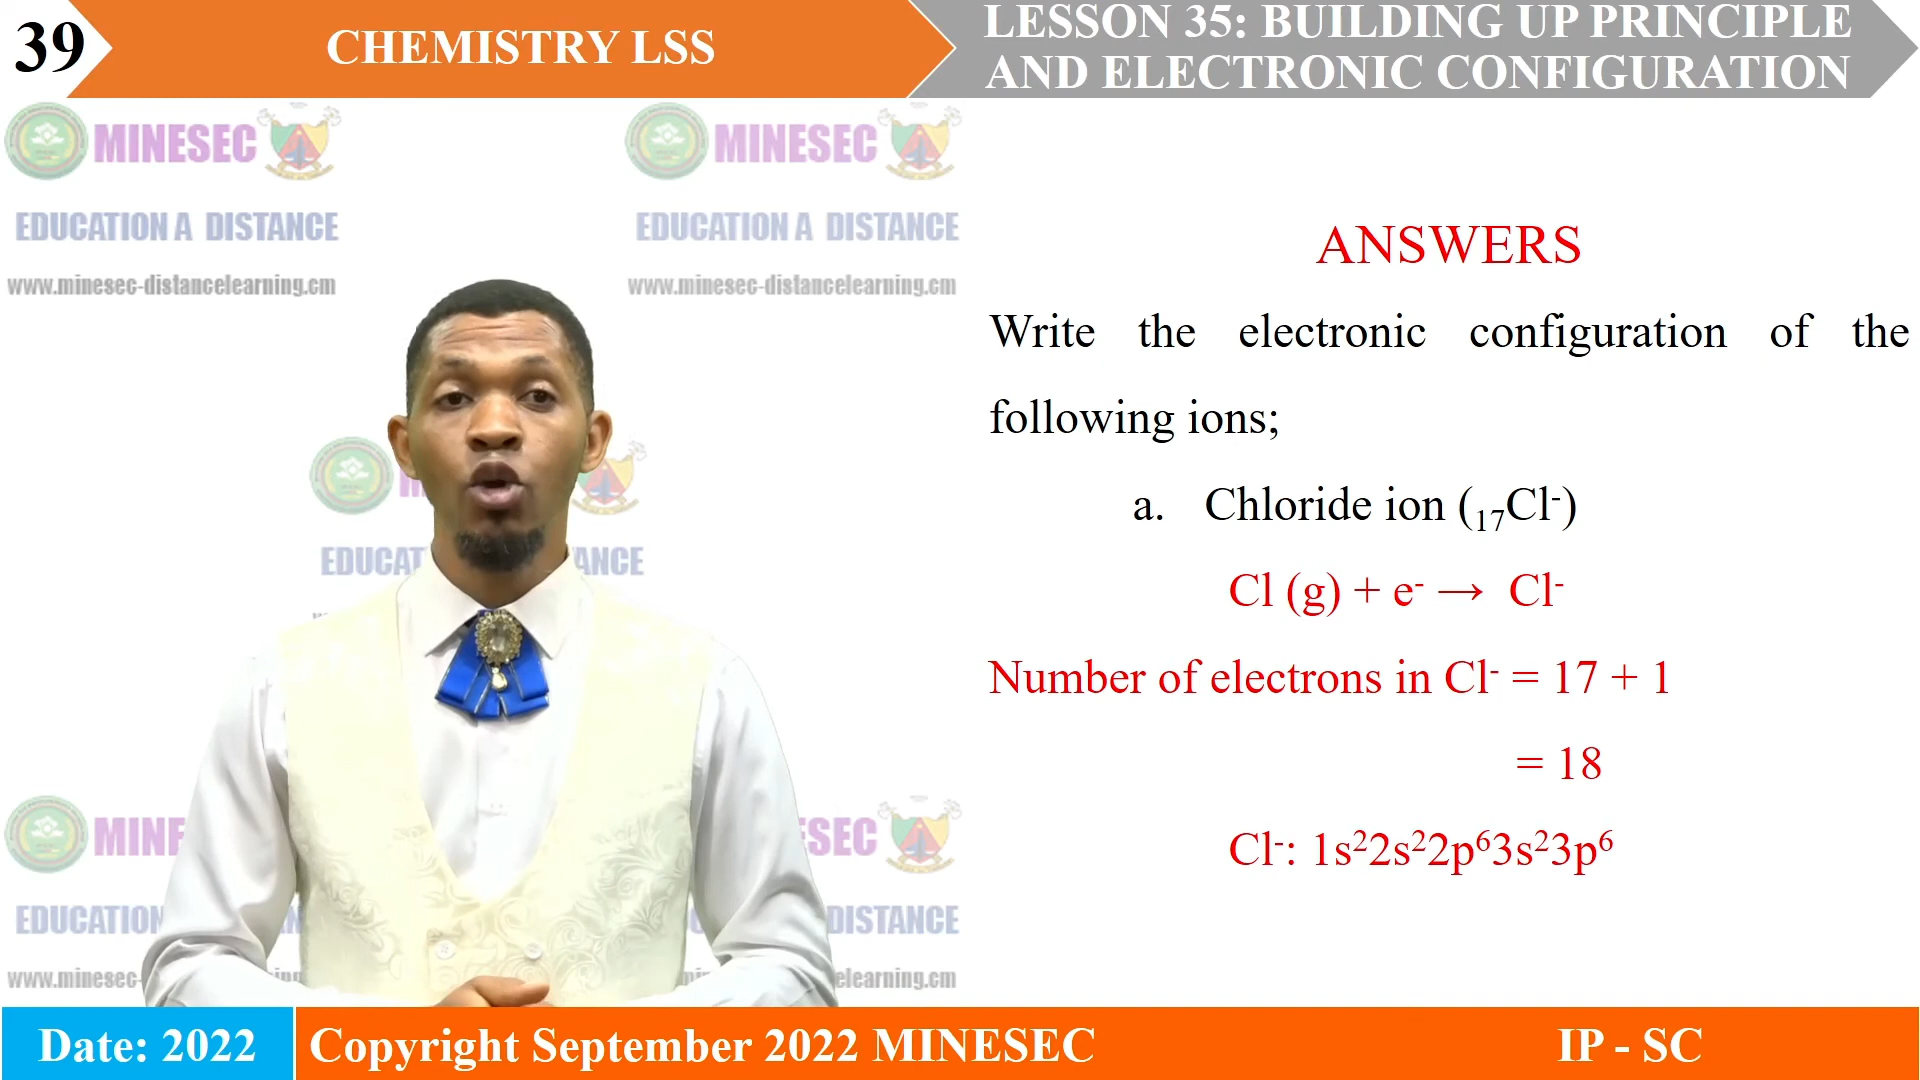 39
CHEMISTRY LSS
LESSON 35: BUILDING UP PRINCIPLE
AND ELECTRONIC CONFIGURATION
MINESEC
EDUCATION A DISTANCE
www.minesec-distancelearning.cm
MINESEC
EDUCATION A DISTANCE
www.minesec-distancelearning.cm
ANSWERS
Write the electronic configuration of the
following ions;
a. Chloride ion (₁₇Cl⁻)
Cl (g) + e⁻ → Cl⁻
Number of electrons in Cl⁻ = 17 + 1
= 18
Cl⁻: 1s²2s²2p⁶3s²3p⁶
Date: 2022
Copyright September 2022 MINESEC
IP - SC